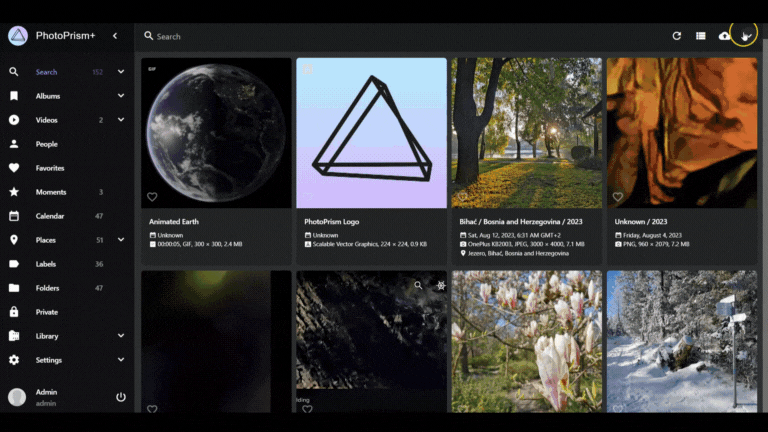 PhotoPrism+
Search
Search 152
Albums
Videos 2
People
Favorites
Moments 3
Calendar 47
Places 51
Labels 36
Folders 47
Private
Library
Settings
Admin
admin
GIF
Animated Earth
Unknown
00:00:05, GIF, 300 × 300, 2.4 MB
PhotoPrism Logo
Unknown
Scalable Vector Graphics, 224 × 224, 0.9 KB
Bihać / Bosnia and Herzegovina / 2023
Sat, Aug 12, 2023, 6:31 AM GMT+2
OnePlus KB2003, JPEG, 3000 × 4000, 7.1 MB
Jezero, Bihać, Bosnia and Herzegovina
Unknown / 2023
Friday, August 4, 2023
PNG, 960 × 2079, 7.2 MB
lding